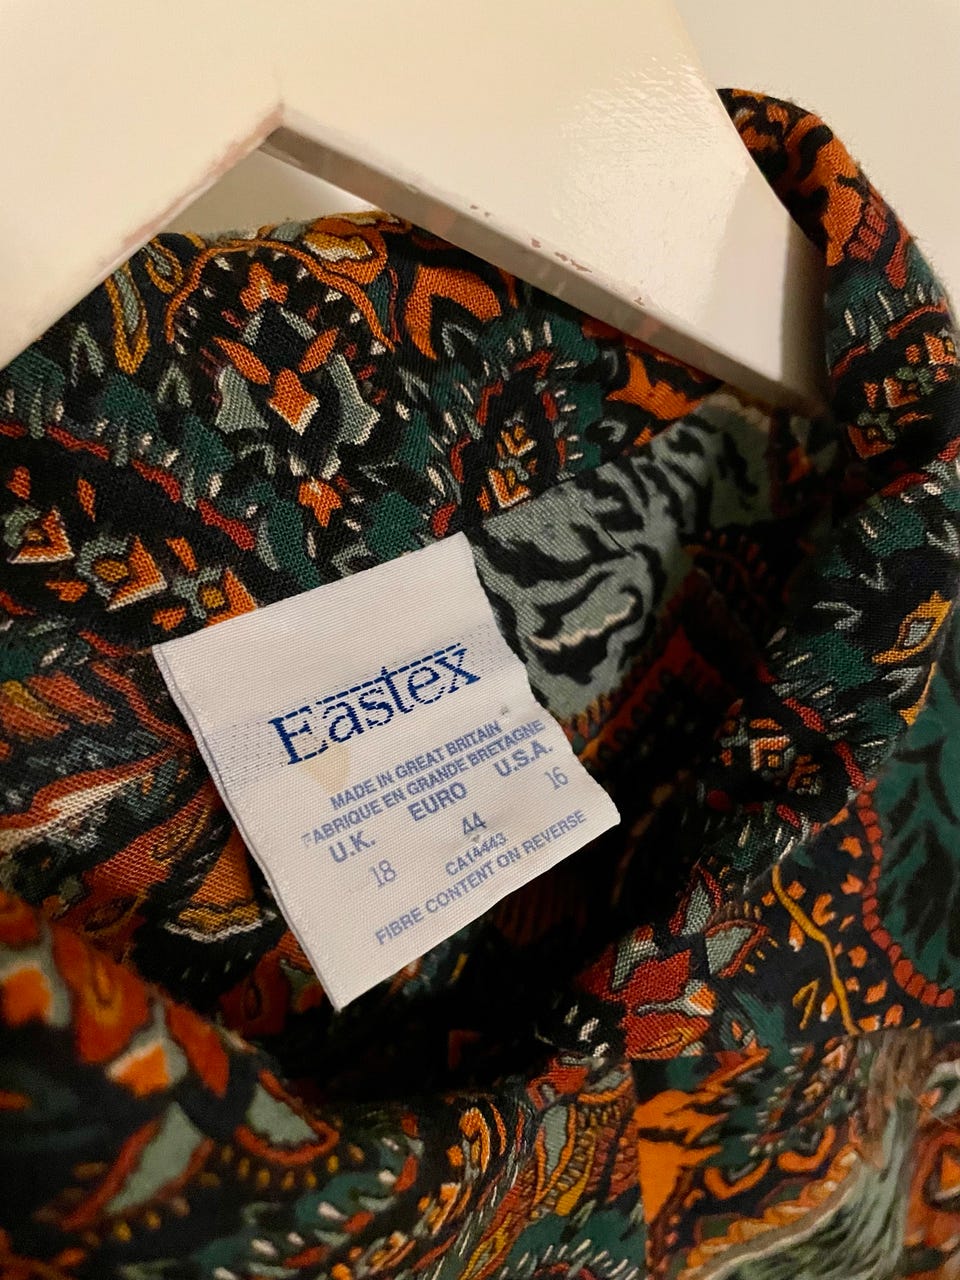 Eastex
MADE IN GREAT BRITAIN
FABRIQUE EN GRANDE BRETAGNE
U.K. EURO U.S.A.
18 44 16
CA14443
FIBRE CONTENT ON REVERSE